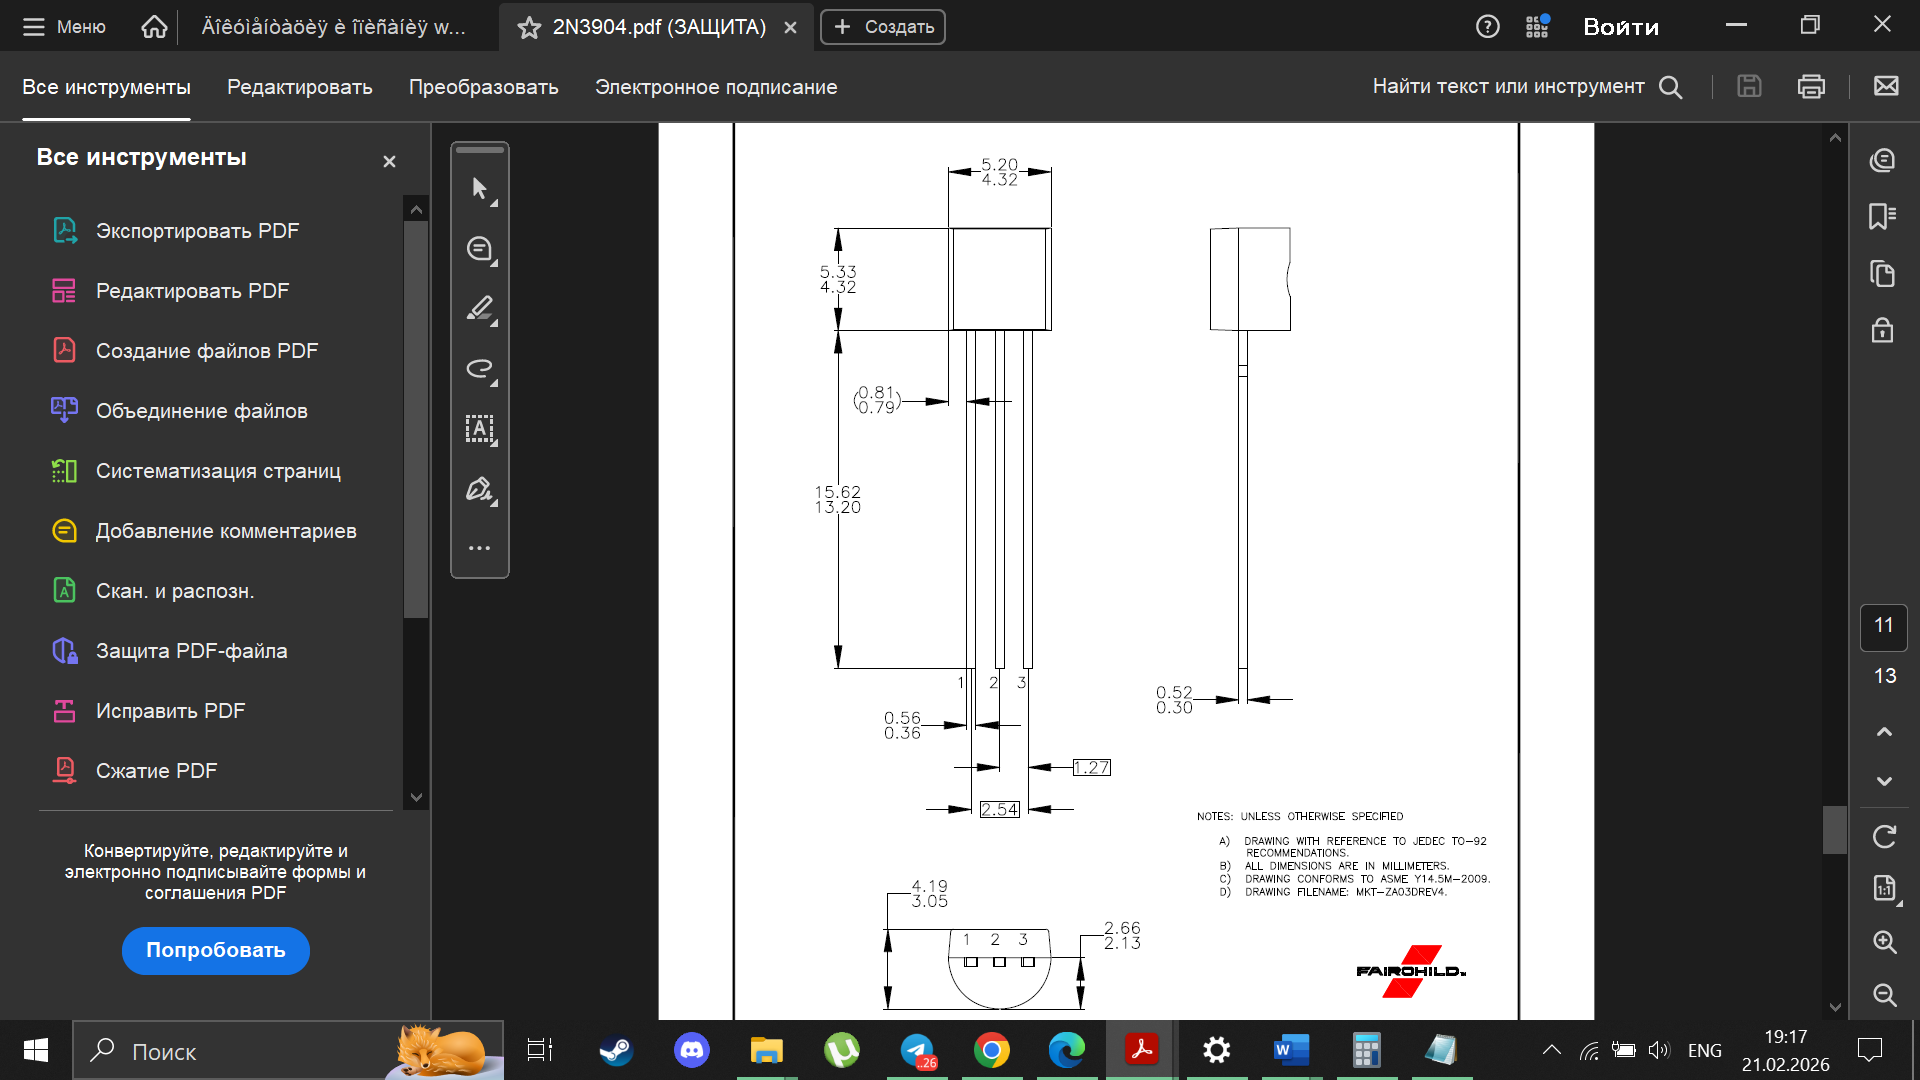 Меню
Äîêóìåíòàöèÿ è îïèñàíèÿ w...
2N3904.pdf (ЗАЩИТА)
Создать
Войти
Все инструменты
Редактировать
Преобразовать
Электронное подписание
Найти текст или инструмент
Все инструменты
Экспортировать PDF
Редактировать PDF
Создание файлов PDF
Объединение файлов
Систематизация страниц
Добавление комментариев
Скан. и распозн.
Защита PDF-файла
Исправить PDF
Сжатие PDF
Конвертируйте, редактируйте и
электронно подписывайте формы и
соглашения PDF
Попробовать
5.20
4.32
5.33
4.32
(0.81)
0.79
15.62
13.20
1 2 3
0.56
0.36
1.27
2.54
0.52
0.30
4.19
3.05
1 2 3
2.66
2.13
NOTES: UNLESS OTHERWISE SPECIFIED
A) DRAWING WITH REFERENCE TO JEDEC TO-92
RECOMMENDATIONS.
B) ALL DIMENSIONS ARE IN MILLIMETERS.
C) DRAWING CONFORMS TO ASME Y14.5M-2009.
D) DRAWING FILENAME: MKT-ZA03DREV4.
FAIRCHILD™
11
13
1:1
Поиск
..26
ENG
19:17
21.02.2026